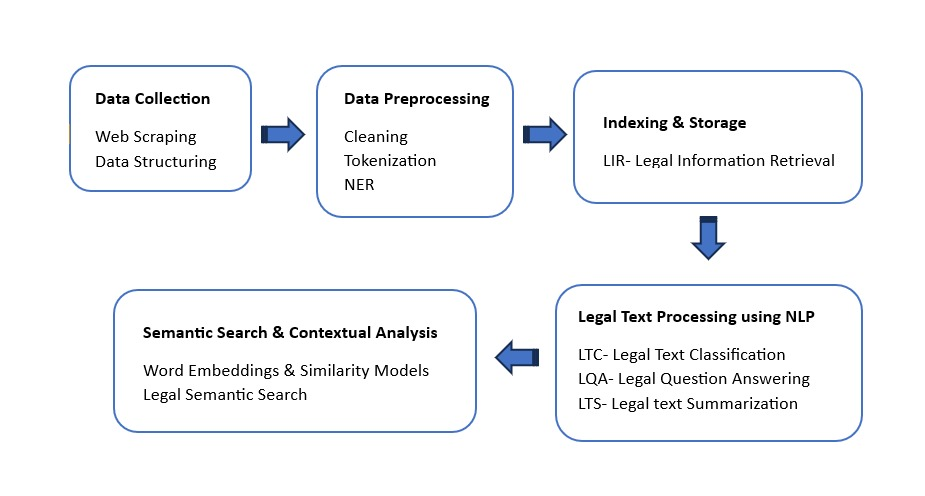 Data Collection
Web Scraping
Data Structuring
Data Preprocessing
Cleaning
Tokenization
NER
Indexing & Storage
LIR- Legal Information Retrieval
Legal Text Processing using NLP
LTC- Legal Text Classification
LQA- Legal Question Answering
LTS- Legal text Summarization
Semantic Search & Contextual Analysis
Word Embeddings & Similarity Models
Legal Semantic Search